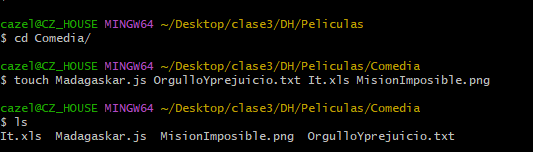 cazel@CZ_HOUSE MINGW64 ~/Desktop/clase3/DH/Peliculas
$ cd Comedia/
cazel@CZ_HOUSE MINGW64 ~/Desktop/clase3/DH/Peliculas/Comedia
$ touch Madagaskar.js OrgulloYprejuicio.txt It.xls MisionImposible.png
cazel@CZ_HOUSE MINGW64 ~/Desktop/clase3/DH/Peliculas/Comedia
$ ls
It.xls  Madagaskar.js  MisionImposible.png  OrgulloYprejuicio.txt